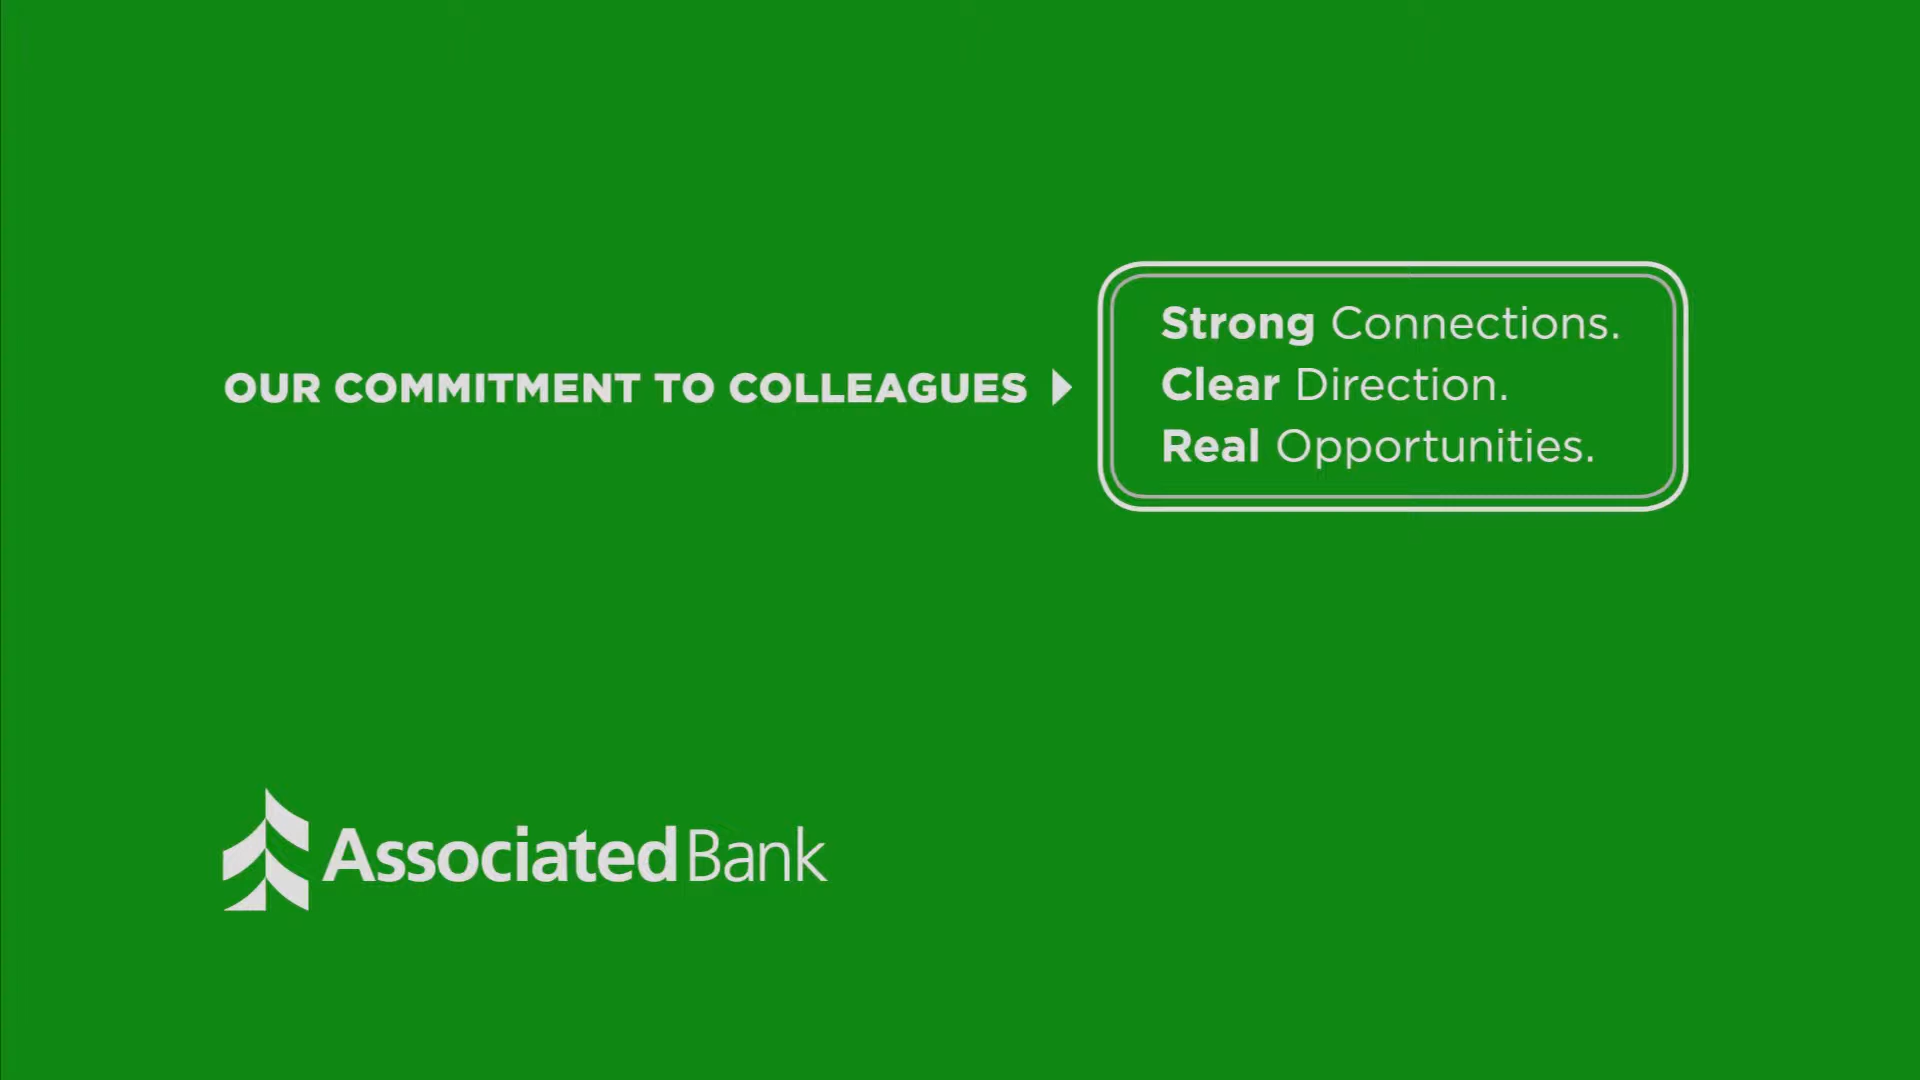 OUR COMMITMENT TO COLLEAGUES
Strong Connections.
Clear Direction.
Real Opportunities.
Associated Bank